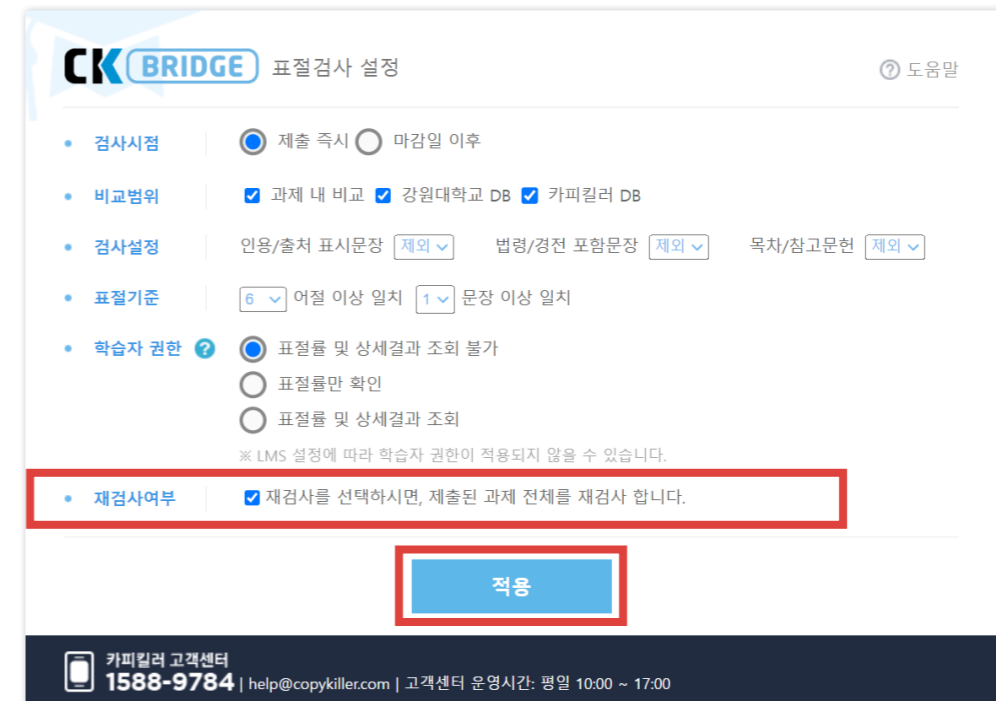 CK BRIDGE 표절검사 설정 ? 도움말
검사시점 제출 즉시 마감일 이후
비교범위 과제 내 비교 강원대학교 DB 카피킬러 DB
검사설정 인용/출처 표시문장 제외 법령/경전 포함문장 제외 목차/참고문헌 제외
표절기준 6 어절 이상 일치 1 문장 이상 일치
학습자 권한 ? 표절률 및 상세결과 조회 불가
표절률만 확인
표절률 및 상세결과 조회
※ LMS 설정에 따라 학습자 권한이 적용되지 않을 수 있습니다.
재검사여부 재검사를 선택하시면, 제출된 과제 전체를 재검사 합니다.
적용
카피킬러 고객센터
1588-9784 | help@copykiller.com | 고객센터 운영시간: 평일 10:00 ~ 17:00